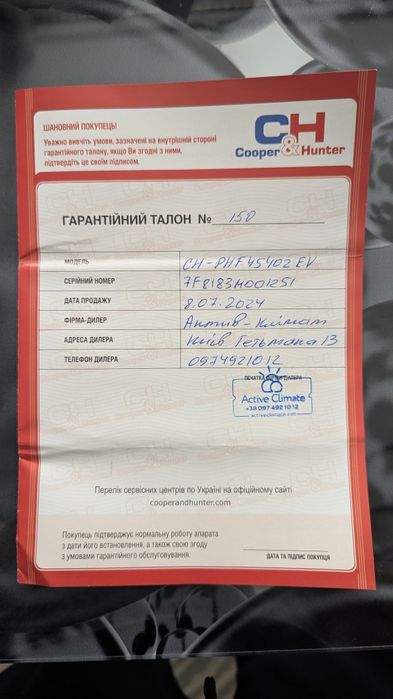 ШАНОВНИЙ ПОКУПЕЦЬ!
Уважно вивчіть умови, зазначені на внутрішній стороні
гарантійного талону, якщо Ви згодні з ними,
підтвердіть це своїм підписом.
CH
Cooper&Hunter
ГАРАНТІЙНИЙ ТАЛОН № 150
МОДЕЛЬ CH-PHF45402EV
СЕРІЙНИЙ НОМЕР 7F8183H001251
ДАТА ПРОДАЖУ 8.07.2024
ФІРМА-ДИЛЕР Актив-Клімат
АДРЕСА ДИЛЕРА Київ Гетьмана 13
ТЕЛЕФОН ДИЛЕРА 0974921012
ПЕЧАТКА ДИЛЕРА
Active Climate
+38 097 492 10 12
Перелік сервісних центрів по Україні на офіційному сайті
cooperandhunter.com
Покупець підтверджує нормальну роботу апарата
з дати його встановлення, а також свою згоду
з умовами гарантійного обслуговування.
ДАТА ТА ПІДПИС ПОКУПЦЯ